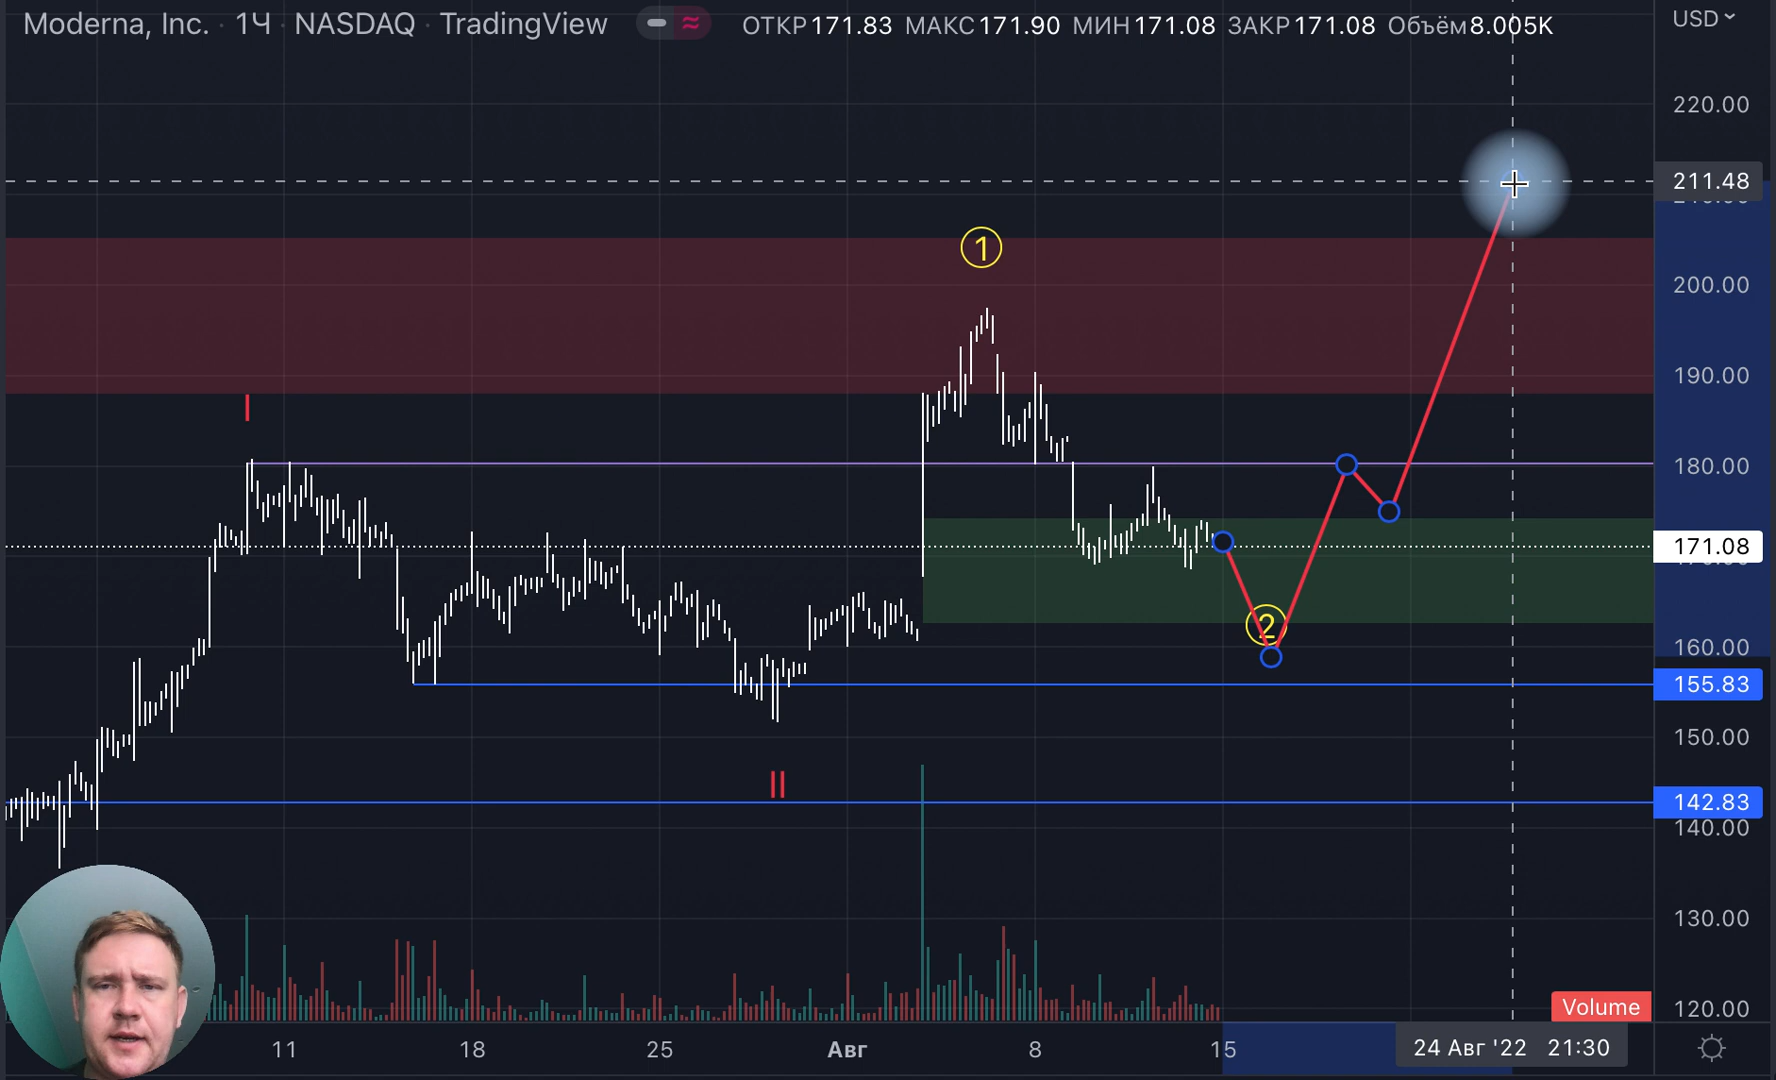 Moderna, Inc. · 1Ч · NASDAQ · TradingView
ОТКР171.83 МАКС171.90 МИН171.08 ЗАКР171.08 Объём8.005K
USD
220.00
211.48
200.00
190.00
180.00
171.08
160.00
155.83
150.00
142.83
140.00
130.00
120.00
①
I
②
II
Volume
11 18 25 Авг 8 15 24 Авг '22 21:30